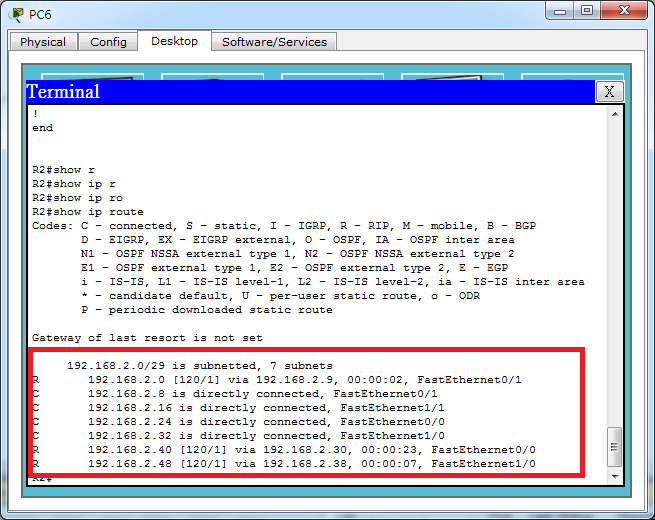 PC6
Physical Config Desktop Software/Services
Terminal X
!
end
R2#show r
R2#show ip r
R2#show ip ro
R2#show ip route
Codes: C - connected, S - static, I - IGRP, R - RIP, M - mobile, B - BGP
D - EIGRP, EX - EIGRP external, O - OSPF, IA - OSPF inter area
N1 - OSPF NSSA external type 1, N2 - OSPF NSSA external type 2
E1 - OSPF external type 1, E2 - OSPF external type 2, E - EGP
i - IS-IS, L1 - IS-IS level-1, L2 - IS-IS level-2, ia - IS-IS inter area
* - candidate default, U - per-user static route, o - ODR
P - periodic downloaded static route
Gateway of last resort is not set
192.168.2.0/29 is subnetted, 7 subnets
R 192.168.2.0 [120/1] via 192.168.2.9, 00:00:02, FastEthernet0/1
C 192.168.2.8 is directly connected, FastEthernet0/1
C 192.168.2.16 is directly connected, FastEthernet1/1
C 192.168.2.24 is directly connected, FastEthernet0/0
C 192.168.2.32 is directly connected, FastEthernet1/0
R 192.168.2.40 [120/1] via 192.168.2.30, 00:00:23, FastEthernet0/0
R 192.168.2.48 [120/1] via 192.168.2.38, 00:00:07, FastEthernet1/0
R2#